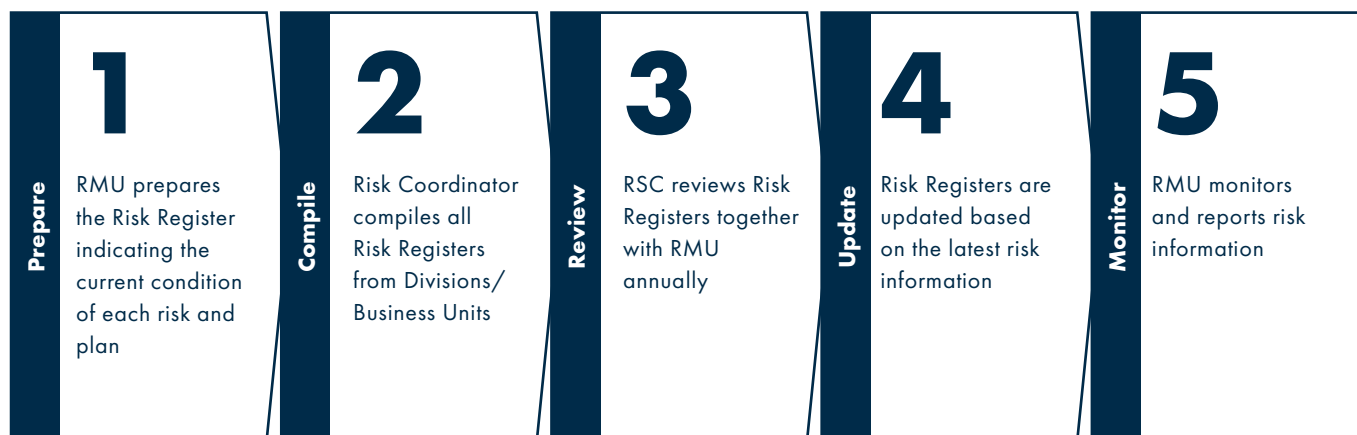 Prepare
1
RMU prepares
the Risk Register
indicating the
current condition
of each risk and
plan
Compile
2
Risk Coordinator
compiles all
Risk Registers
from Divisions/
Business Units
Review
3
RSC reviews Risk
Registers together
with RMU
annually
Update
4
Risk Registers are
updated based
on the latest risk
information
Monitor
5
RMU monitors
and reports risk
information